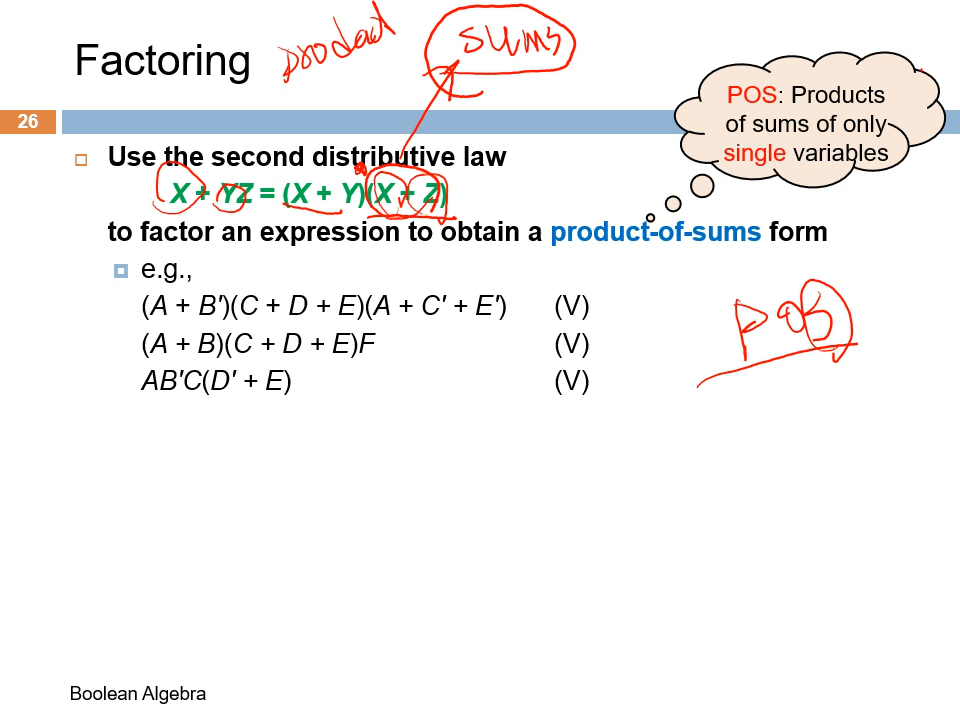 Factoring
product
sums
POS: Products
of sums of only
single variables
26
Use the second distributive law
X + YZ = (X + Y)(X + Z)
to factor an expression to obtain a product-of-sums form
e.g.,
(A + B′)(C + D + E)(A + C′ + E′) (V)
(A + B)(C + D + E)F (V)
AB′C(D′ + E) (V)
POS
Boolean Algebra